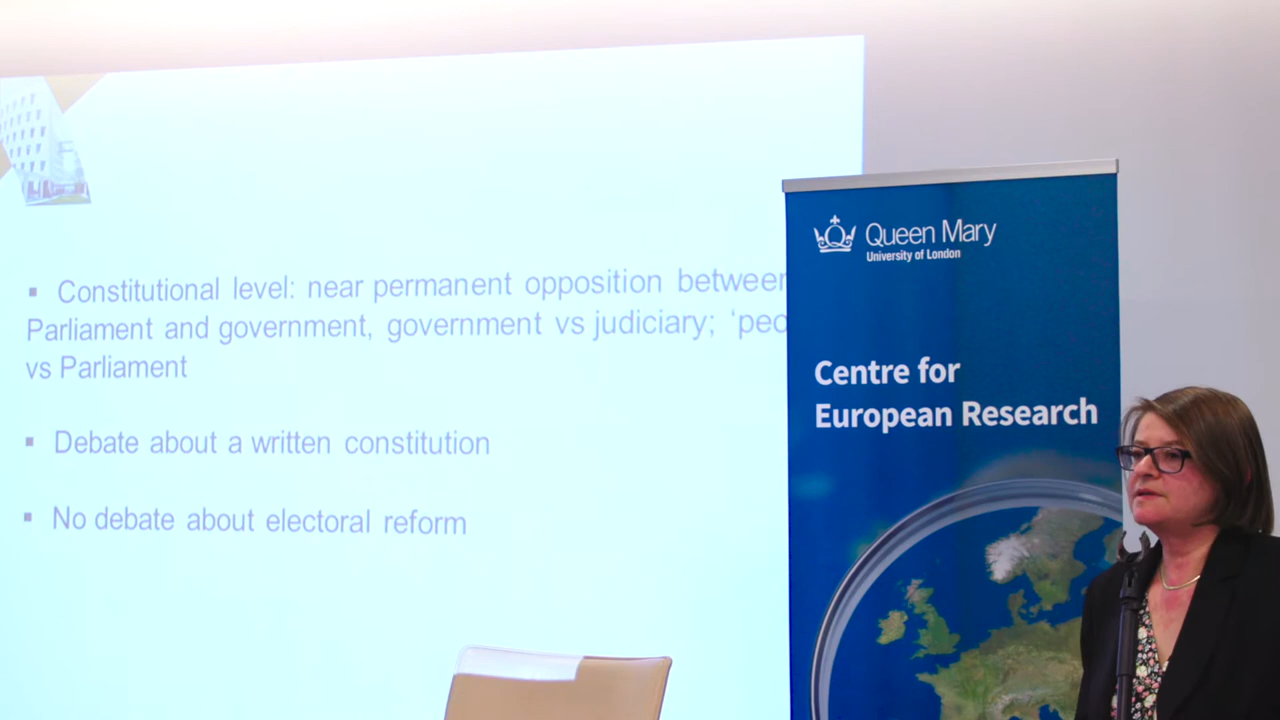 ▪ Constitutional level: near permanent opposition between
Parliament and government, government vs judiciary;
vs Parliament
▪ Debate about a written constitution
▪ No debate about electoral reform
Queen Mary
University of London
Centre for
European Research